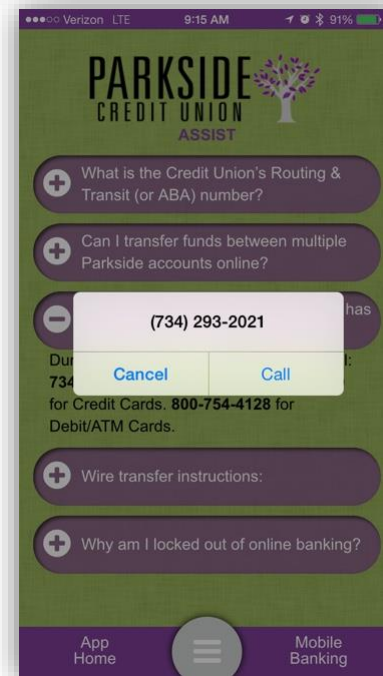 Verizon LTE 9:15 AM 91%
PARKSIDE
CREDIT UNION
ASSIST
What is the Credit Union's Routing &
Transit (or ABA) number?
Can I transfer funds between multiple
Parkside accounts online?
has
(734) 293-2021
Cancel Call
for Credit Cards. 800-754-4128 for
Debit/ATM Cards.
Wire transfer instructions:
Why am I locked out of online banking?
App
Home
Mobile
Banking